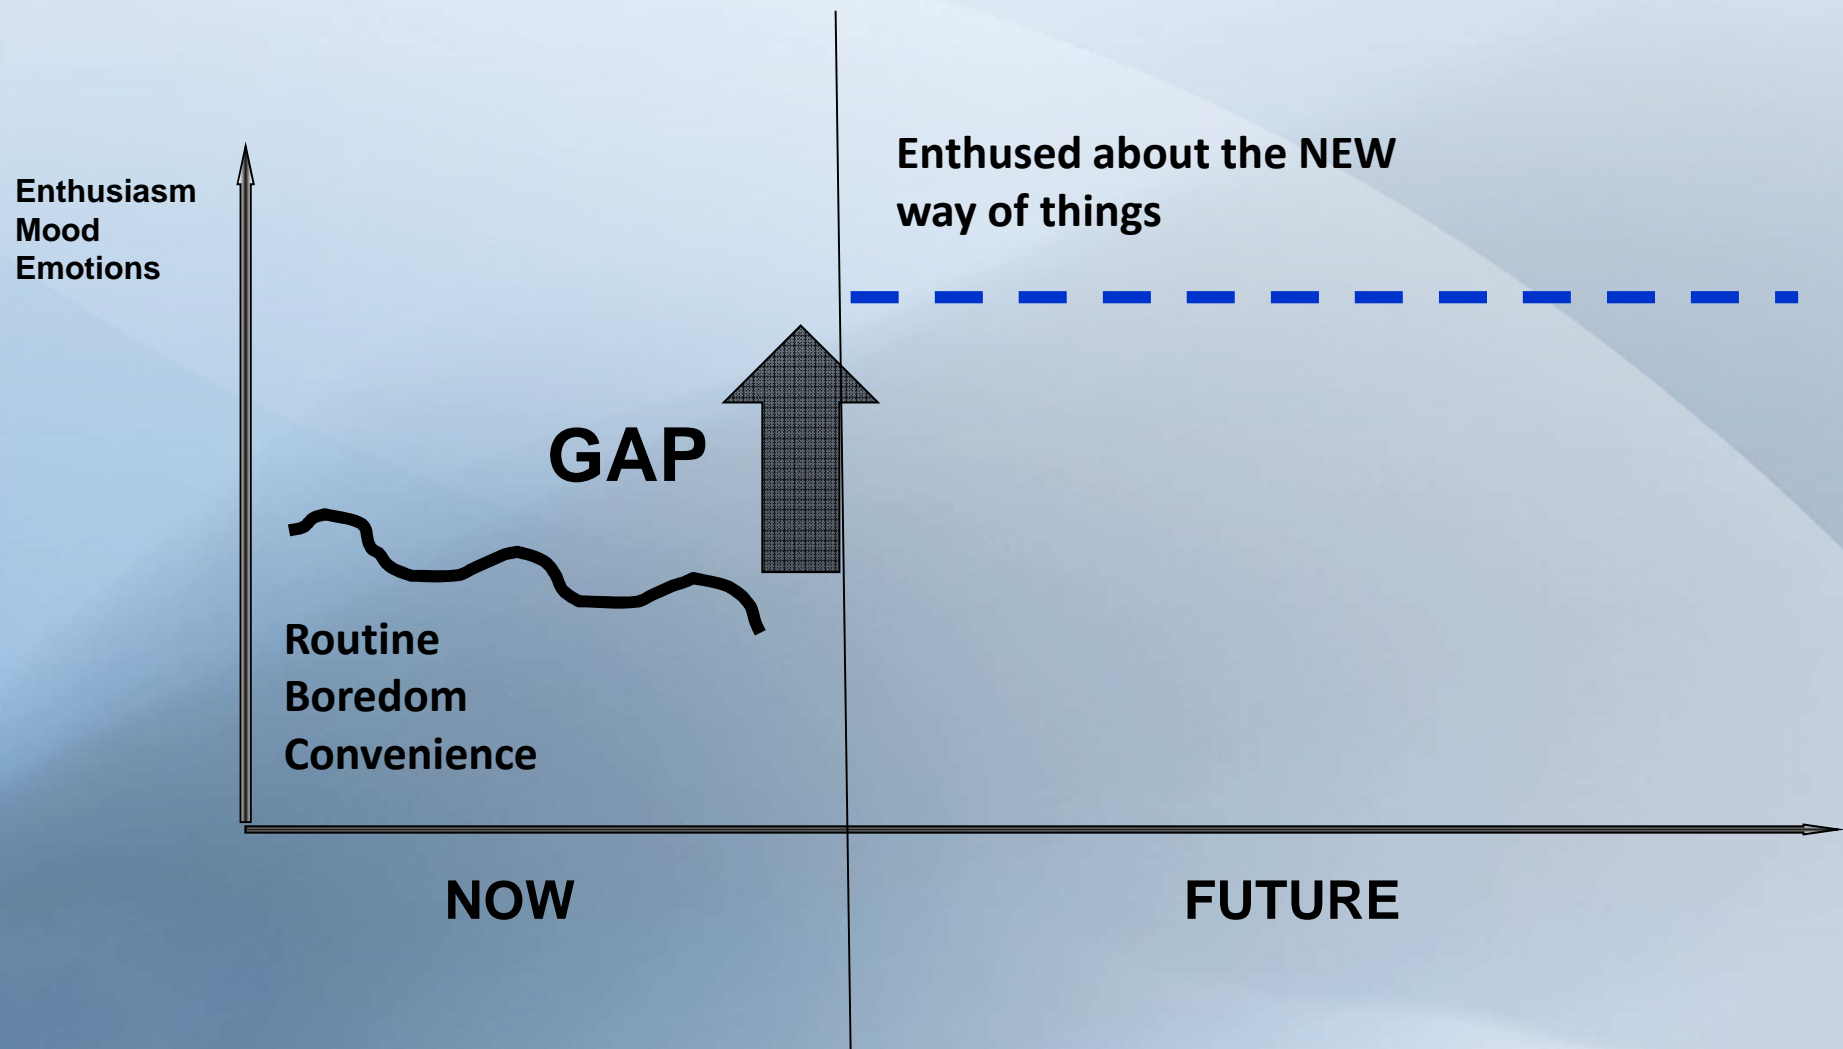 Enthusiasm
Mood
Emotions
Enthused about the NEW
way of things
GAP
Routine
Boredom
Convenience
NOW
FUTURE